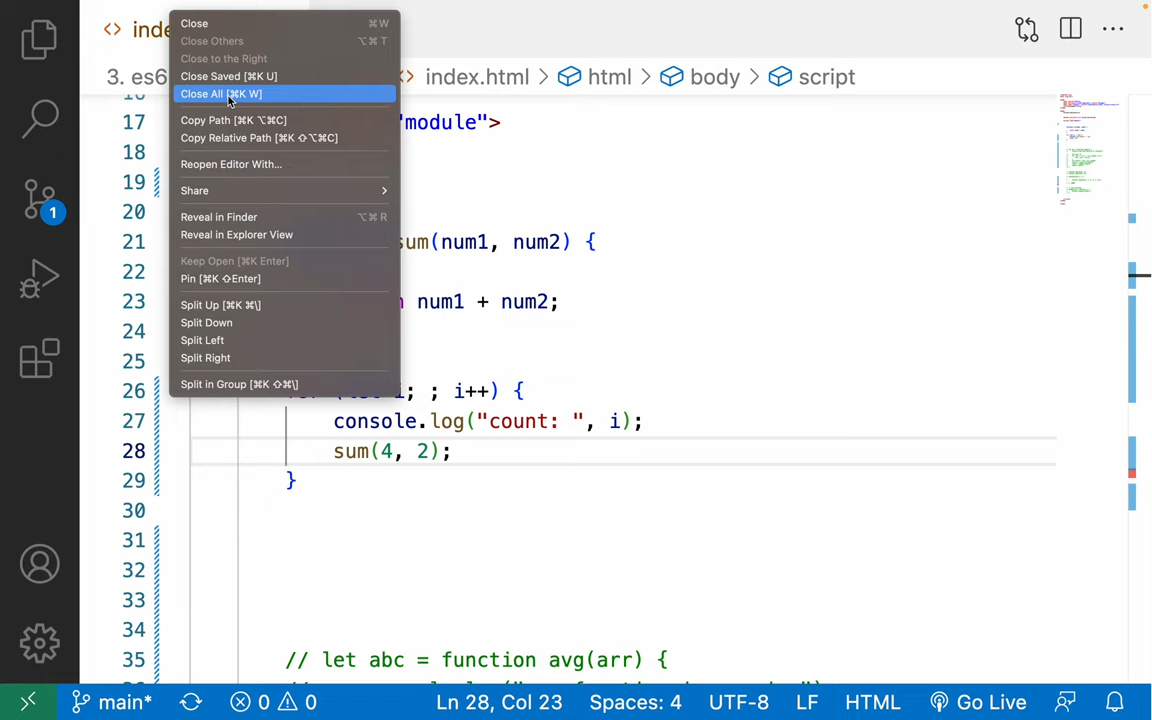 inde
Close ⌘W
Close Others ⌥⌘T
Close to the Right
Close Saved [⌘K U]
Close All [⌘K W]
Copy Path [⌘K ⌥⌘C]
Copy Relative Path [⌘K ⇧⌥⌘C]
Reopen Editor With...
Share >
Reveal in Finder ⌥⌘R
Reveal in Explorer View
Keep Open [⌘K Enter]
Pin [⌘K ⇧Enter]
Split Up [⌘K ⌘\]
Split Down
Split Left
Split Right
Split in Group [⌘K ⇧⌘\]
3. es6 <> index.html > html > body > script
16
17 "module">
18
19
20
21 sum(num1, num2) {
22
23 num1 + num2;
24
25
26 i; ; i++) {
27 console.log("count: ", i);
28 sum(4, 2);
29 }
30
31
32
33
34
35 // let abc = function avg(arr) {
1
main* 0 0 Ln 28, Col 23 Spaces: 4 UTF-8 LF HTML Go Live